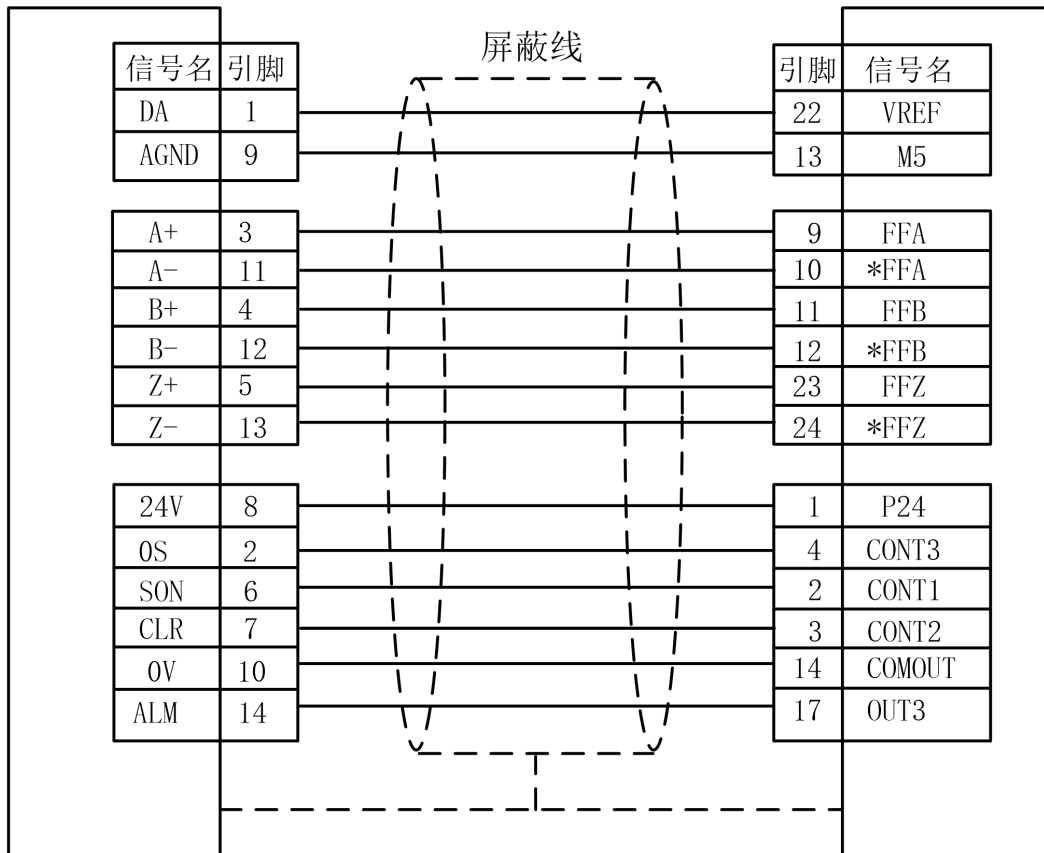 屏蔽线
信号名 引脚 引脚 信号名
DA 1 22 VREF
AGND 9 13 M5
A+ 3 9 FFA
A- 11 10 *FFA
B+ 4 11 FFB
B- 12 12 *FFB
Z+ 5 23 FFZ
Z- 13 24 *FFZ
24V 8 1 P24
OS 2 4 CONT3
SON 6 2 CONT1
CLR 7 3 CONT2
0V 10 14 COMOUT
ALM 14 17 OUT3